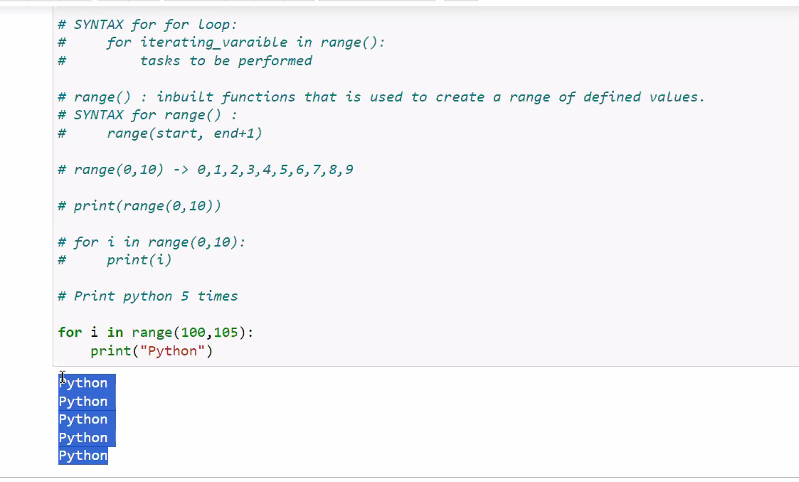 # SYNTAX for for loop:
#     for iterating_varaible in range():
#         tasks to be performed
# range() : inbuilt functions that is used to create a range of defined values.
# SYNTAX for range() :
#     range(start, end+1)
# range(0,10) -> 0,1,2,3,4,5,6,7,8,9
# print(range(0,10))
# for i in range(0,10):
#     print(i)
# Print python 5 times
for i in range(100,105):
    print("Python")
Python
Python
Python
Python
Python